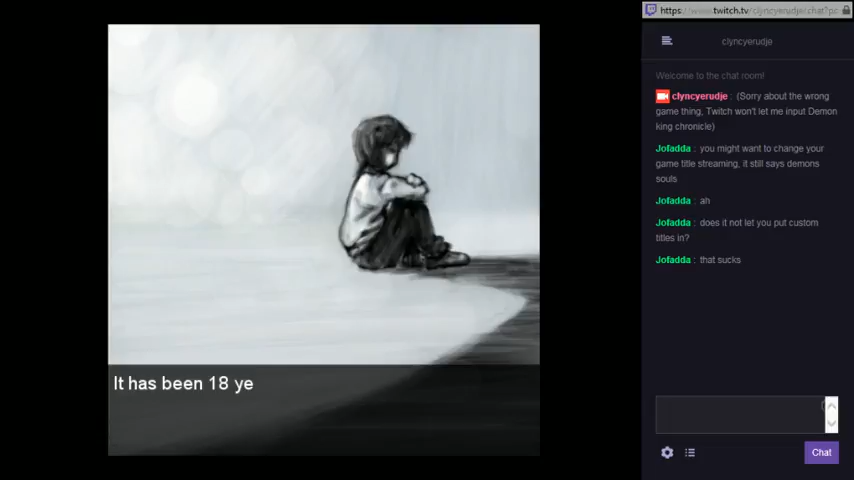 It has been 18 ye
https://www.twitch.tv/clyncyerudje/chat?p
clyncyerudje
Welcome to the chat room!
clyncyerudje : (Sorry about the wrong
game thing, Twitch won't let me input Demon
king chronicle)
Jofadda : you might want to change your
game title streaming, it still says demons
souls
Jofadda : ah
Jofadda : does it not let you put custom
titles in?
Jofadda : that sucks
Chat